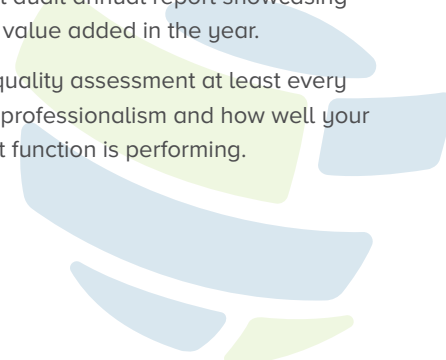 audit annual report showcasing
value added in the year.
quality assessment at least every
professionalism and how well your
function is performing.